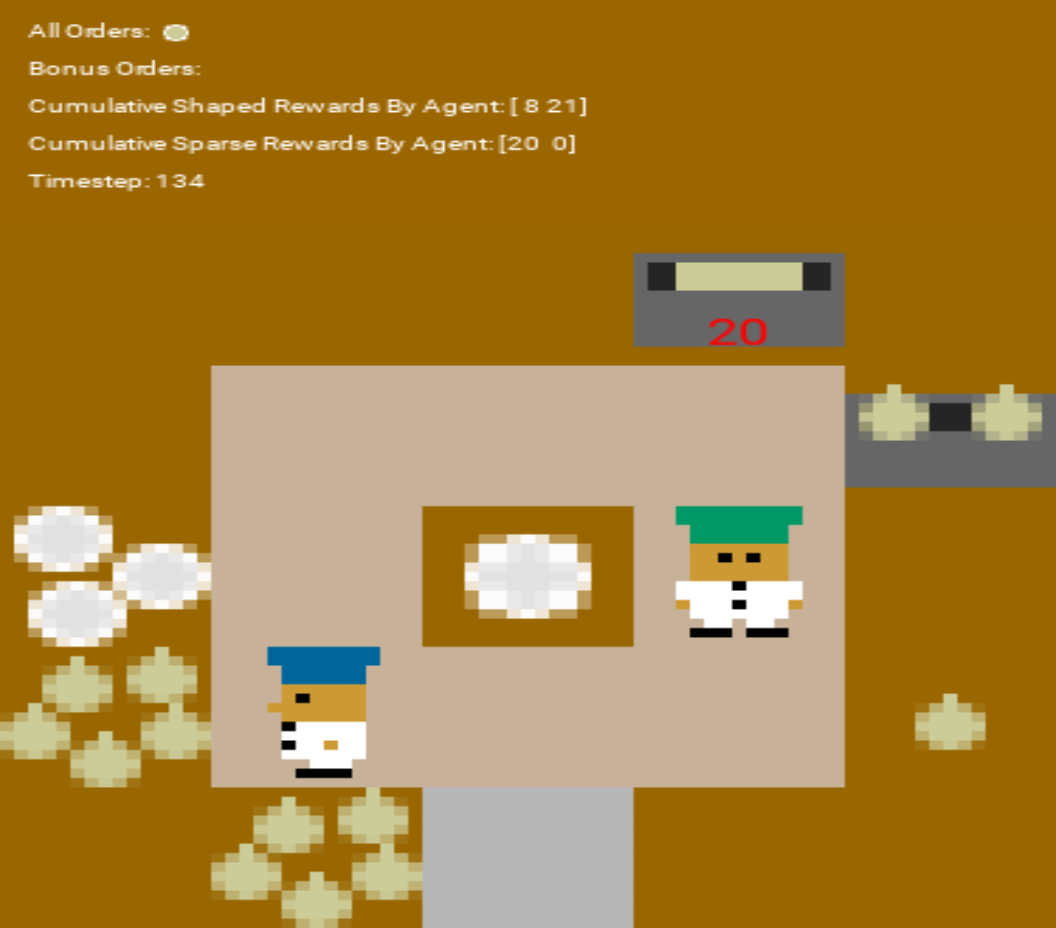 All Orders:
Bonus Orders:
Cumulative Shaped Rewards By Agent: [ 8 21]
Cumulative Sparse Rewards By Agent: [20  0]
Timestep: 134
20